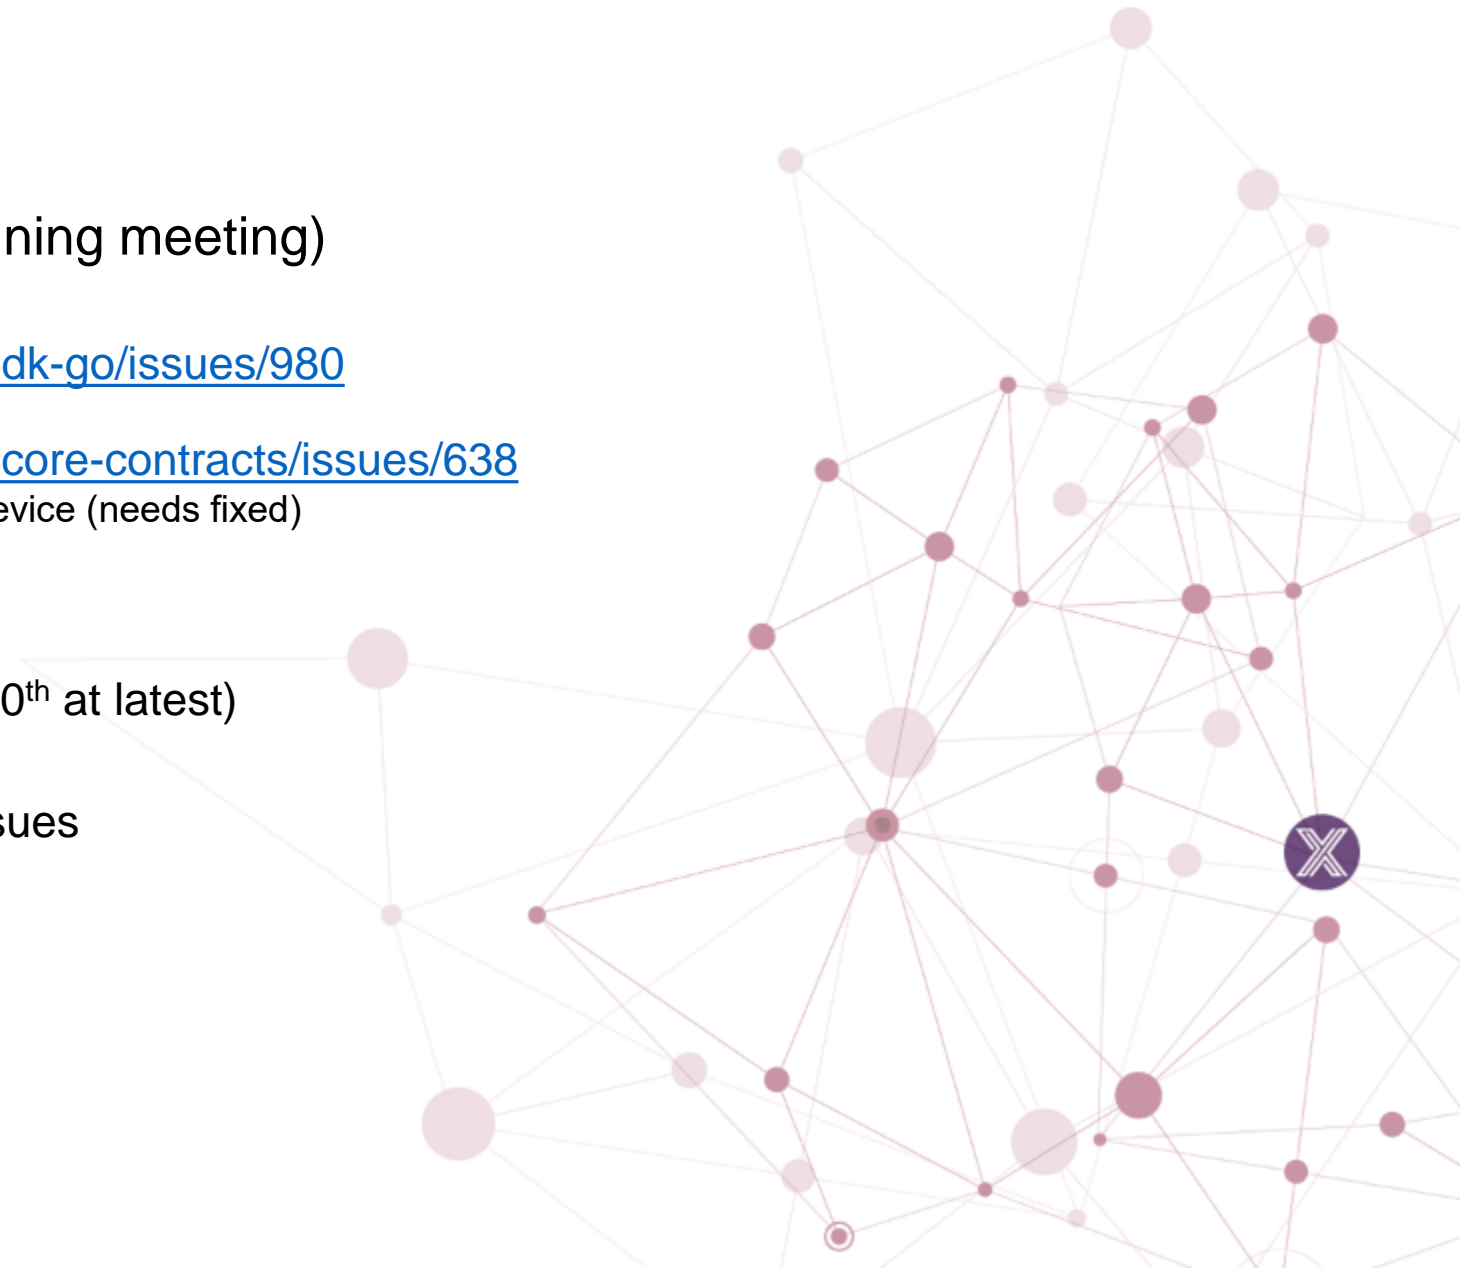 ning meeting)
dk-go/issues/980
core-contracts/issues/638
evice (needs fixed)
0th at latest)
sues